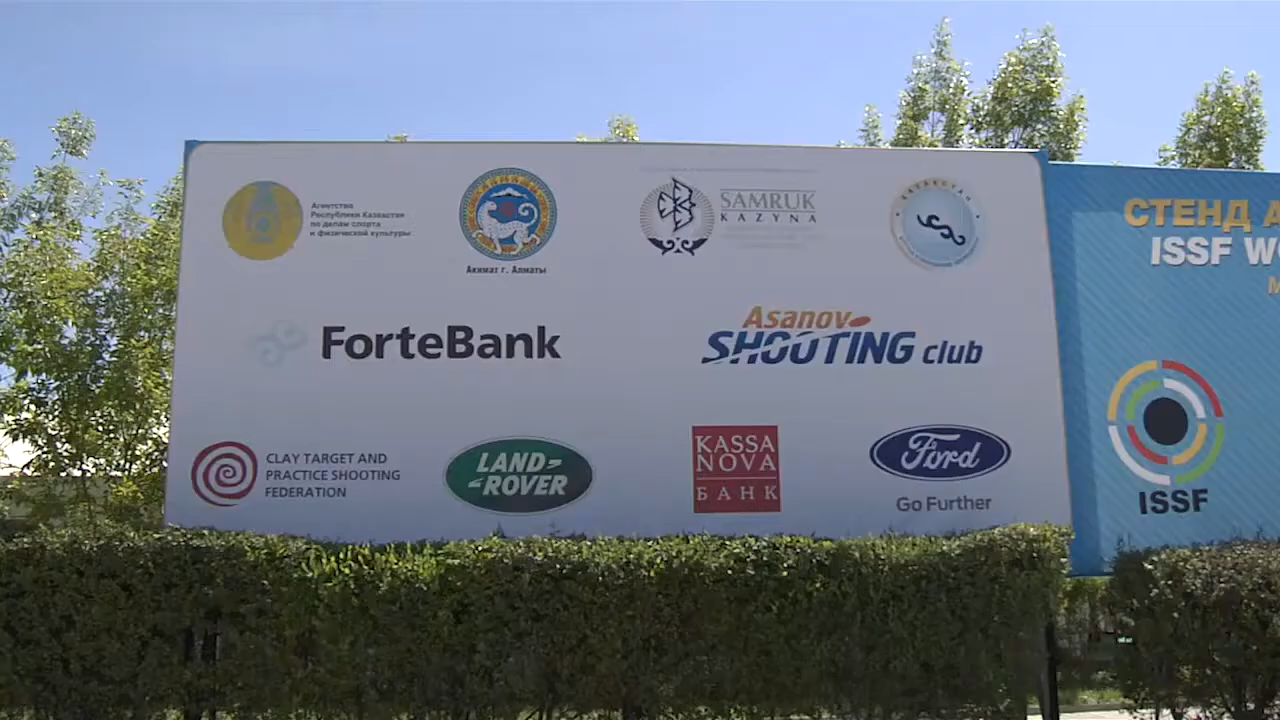 Агентство
Республики Казахстан
по делам спорта
и физической культуры
Акимат г. Алматы
SAMRUK
KAZYNA
ForteBank
Asanov
SHOOTING club
CLAY TARGET AND
PRACTICE SHOOTING
FEDERATION
LAND
ROVER
KASSA
NOVA
БАНК
Ford
Go Further
СТЕНД
ISSF
ISSF